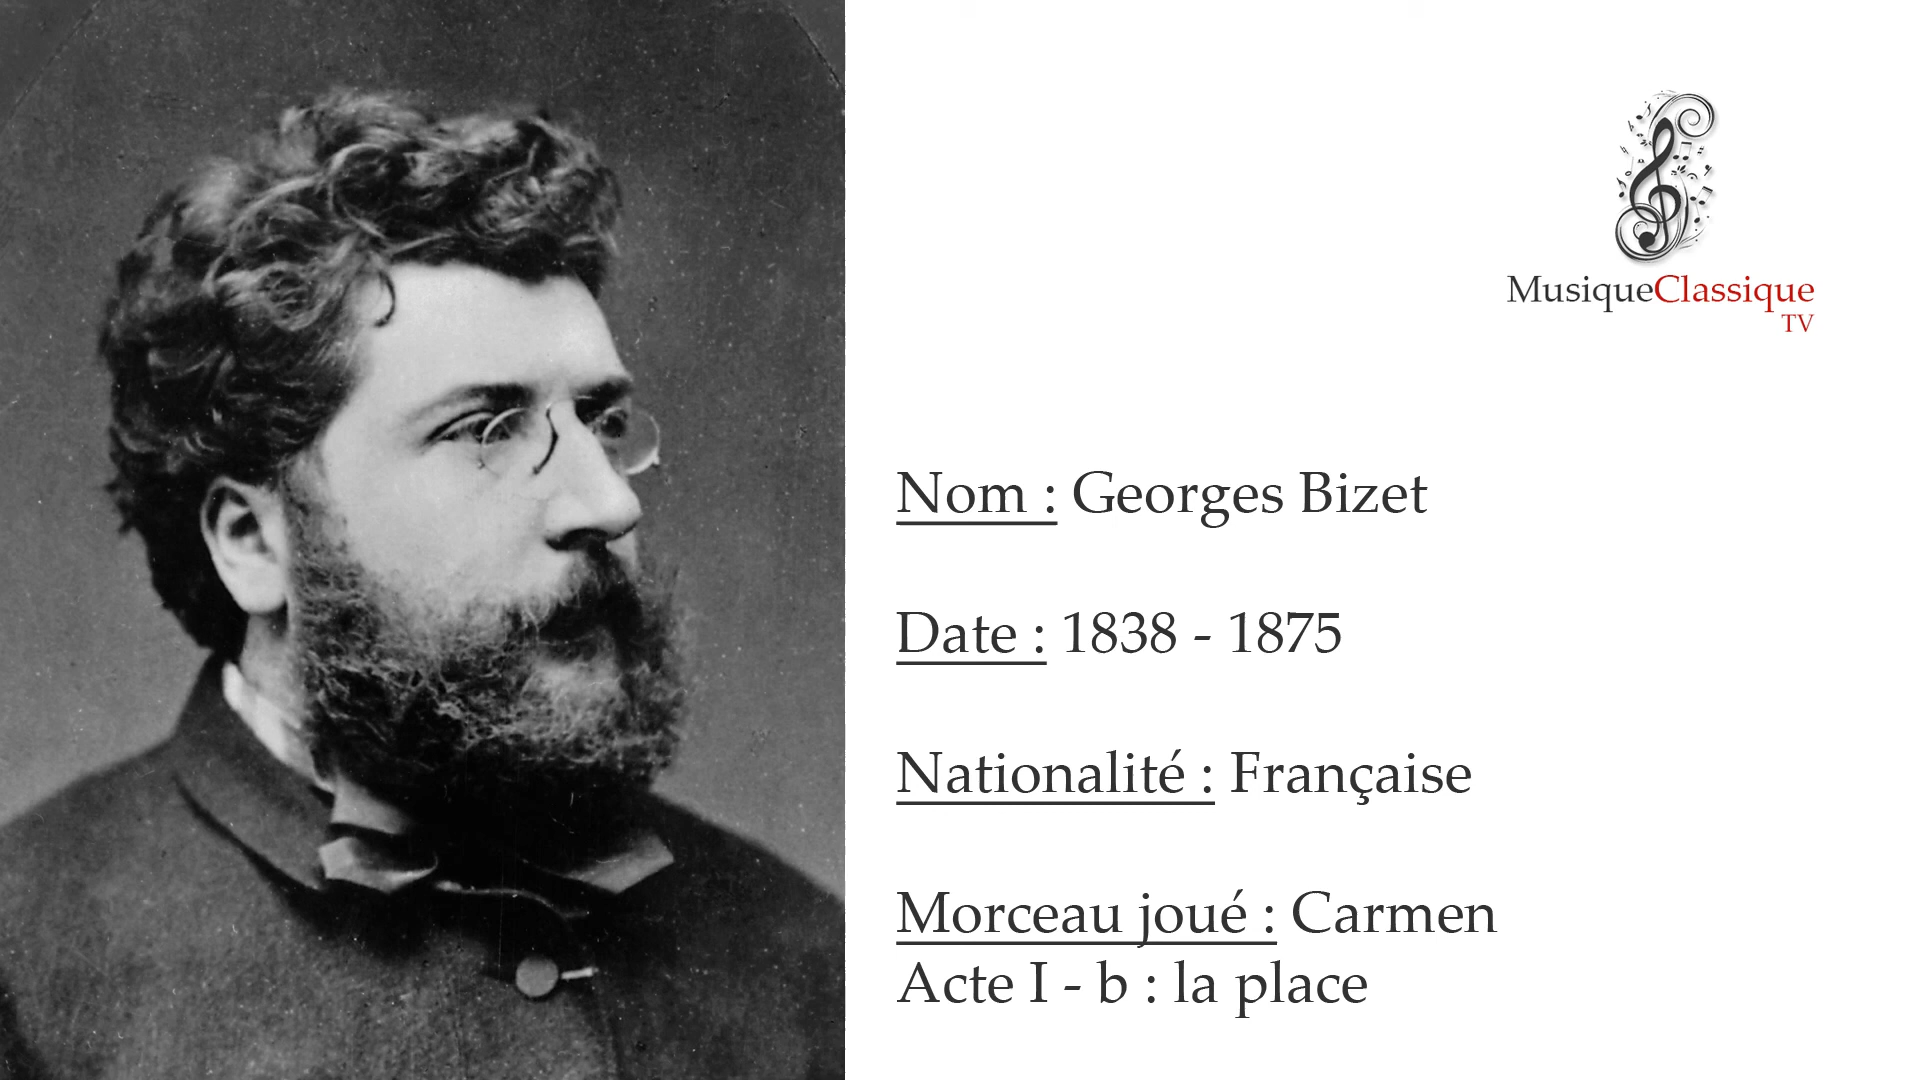 MusiqueClassique
TV
Nom : Georges Bizet
Date : 1838 - 1875
Nationalité : Française
Morceau joué : Carmen
Acte I - b : la place